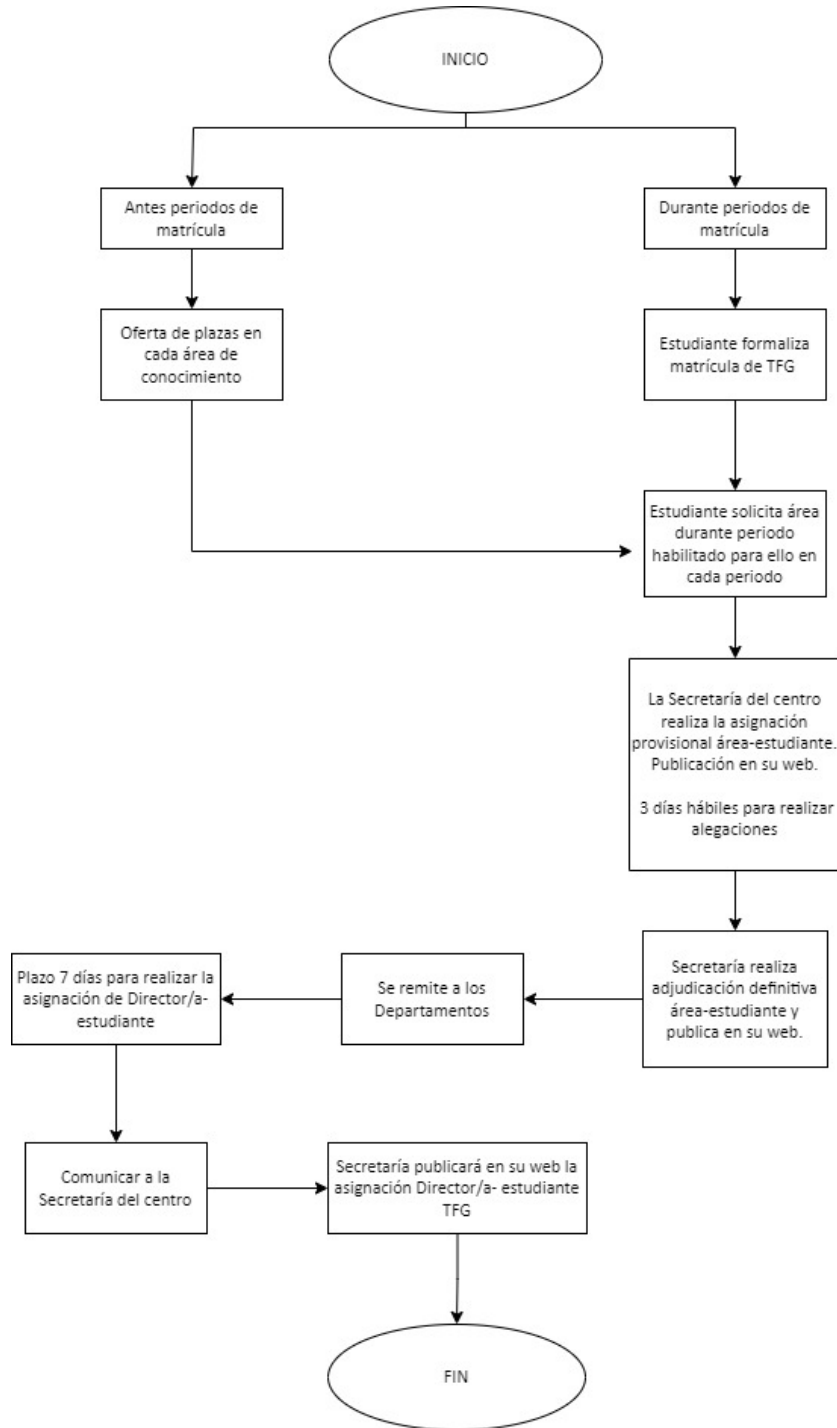 INICIO
Antes periodos de
matrícula
Durante periodos de
matrícula
Oferta de plazas en
cada área de
conocimiento
Estudiante formaliza
matrícula de TFG
Estudiante solicita área
durante periodo
habilitado para ello en
cada periodo
La Secretaría del centro
realiza la asignación
provisional área-estudiante.
Publicación en su web.
3 días hábiles para realizar
alegaciones
Secretaría realiza
adjudicación definitiva
área-estudiante y
publica en su web.
Se remite a los
Departamentos
Plazo 7 días para realizar la
asignación de Director/a-
estudiante
Comunicar a la
Secretaría del centro
Secretaría publicará en su web la
asignación Director/a- estudiante
TFG
FIN